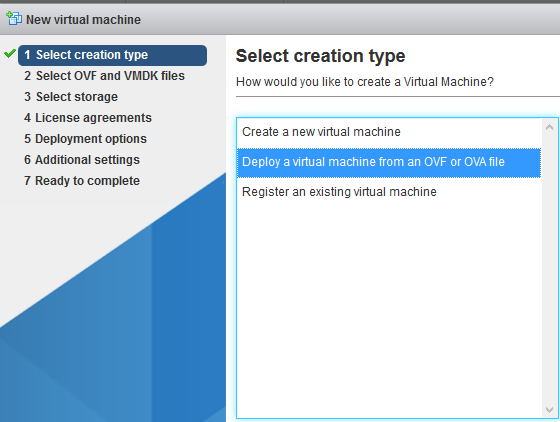 New virtual machine
1 Select creation type
2 Select OVF and VMDK files
3 Select storage
4 License agreements
5 Deployment options
6 Additional settings
7 Ready to complete
Select creation type
How would you like to create a Virtual Machine?
Create a new virtual machine
Deploy a virtual machine from an OVF or OVA file
Register an existing virtual machine